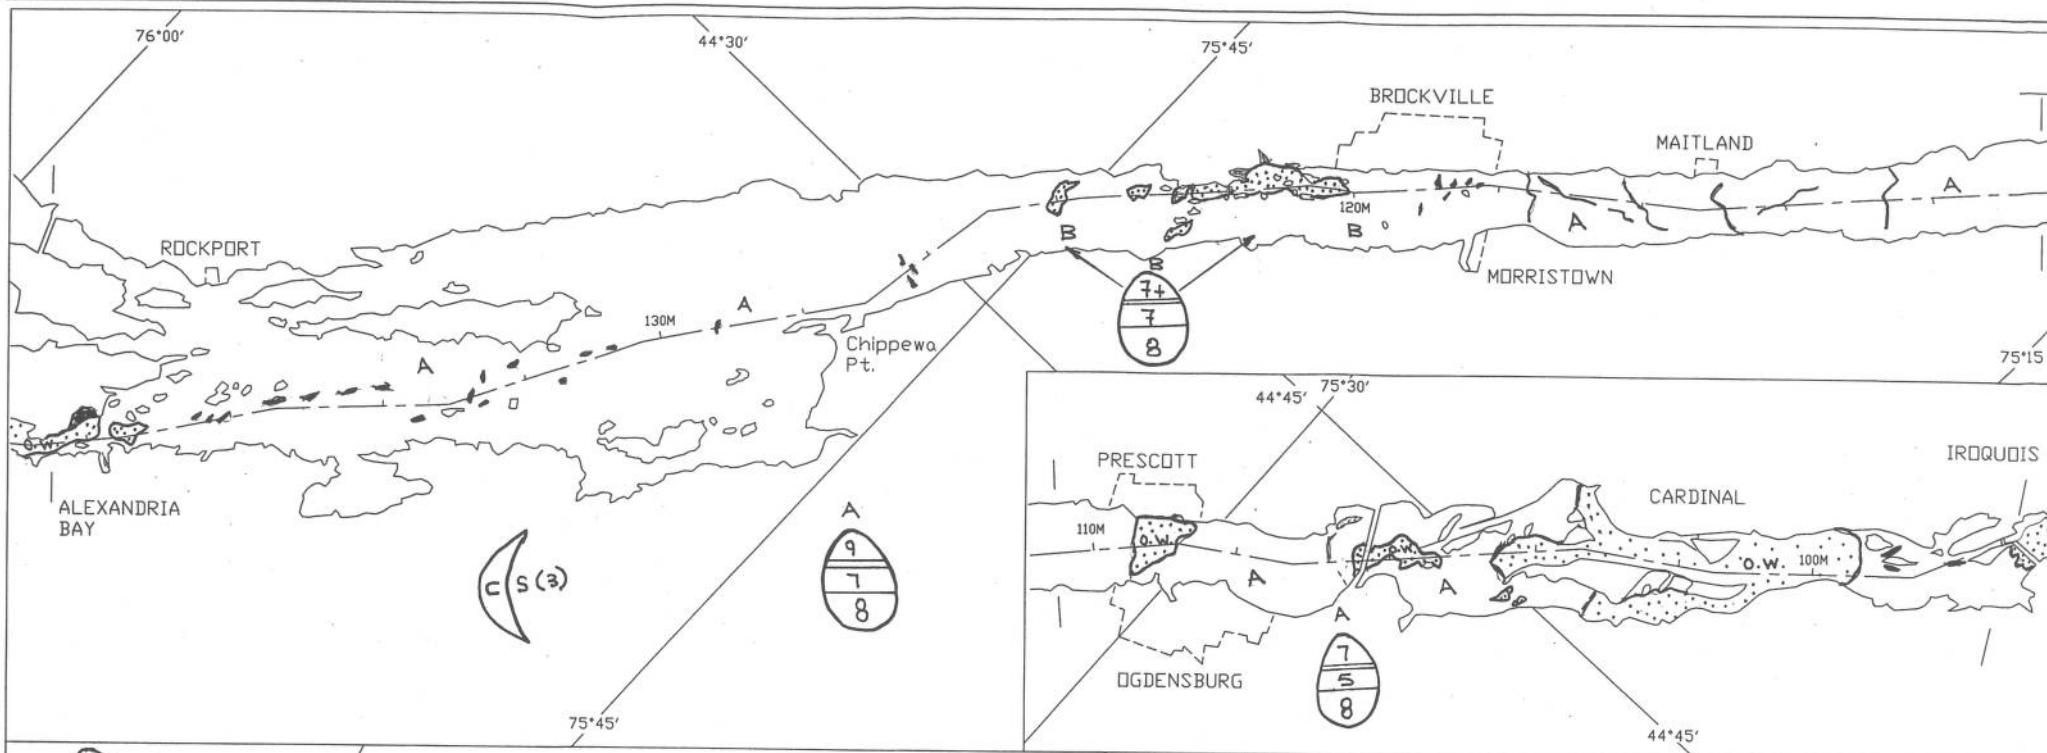 76°00'
44°30'
75°45'
BROCKVILLE
MAITLAND
A
120M
A
B
B
B
7+
7
8
MORRISTOWN
ROCKPORT
130M
A
Chippewa
Pt.
75°15
A
O.W.
ALEXANDRIA
BAY
C S (3)
A
9
7
8
75°45'
44°45'
75°30'
PRESCOTT
IROQUOIS
CARDINAL
110M
O.W.
O.W.
O.W.
100M
A
A
A
7
5
8
OGDENSBURG
44°45'